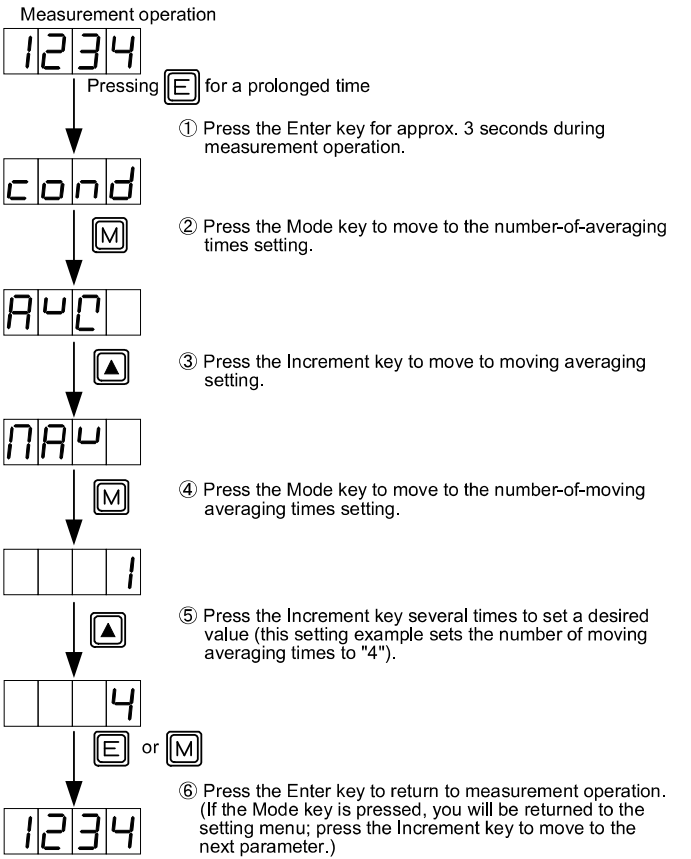 Measurement operation
1234
Pressing E for a prolonged time
① Press the Enter key for approx. 3 seconds during
measurement operation.
cond
M
② Press the Mode key to move to the number-of-averaging
times setting.
AvG
③ Press the Increment key to move to moving averaging
setting.
MAv
M
④ Press the Mode key to move to the number-of-moving
averaging times setting.
1
⑤ Press the Increment key several times to set a desired
value (this setting example sets the number of moving
averaging times to "4").
4
E or M
⑥ Press the Enter key to return to measurement operation.
(If the Mode key is pressed, you will be returned to the
setting menu; press the Increment key to move to the
next parameter.)
1234